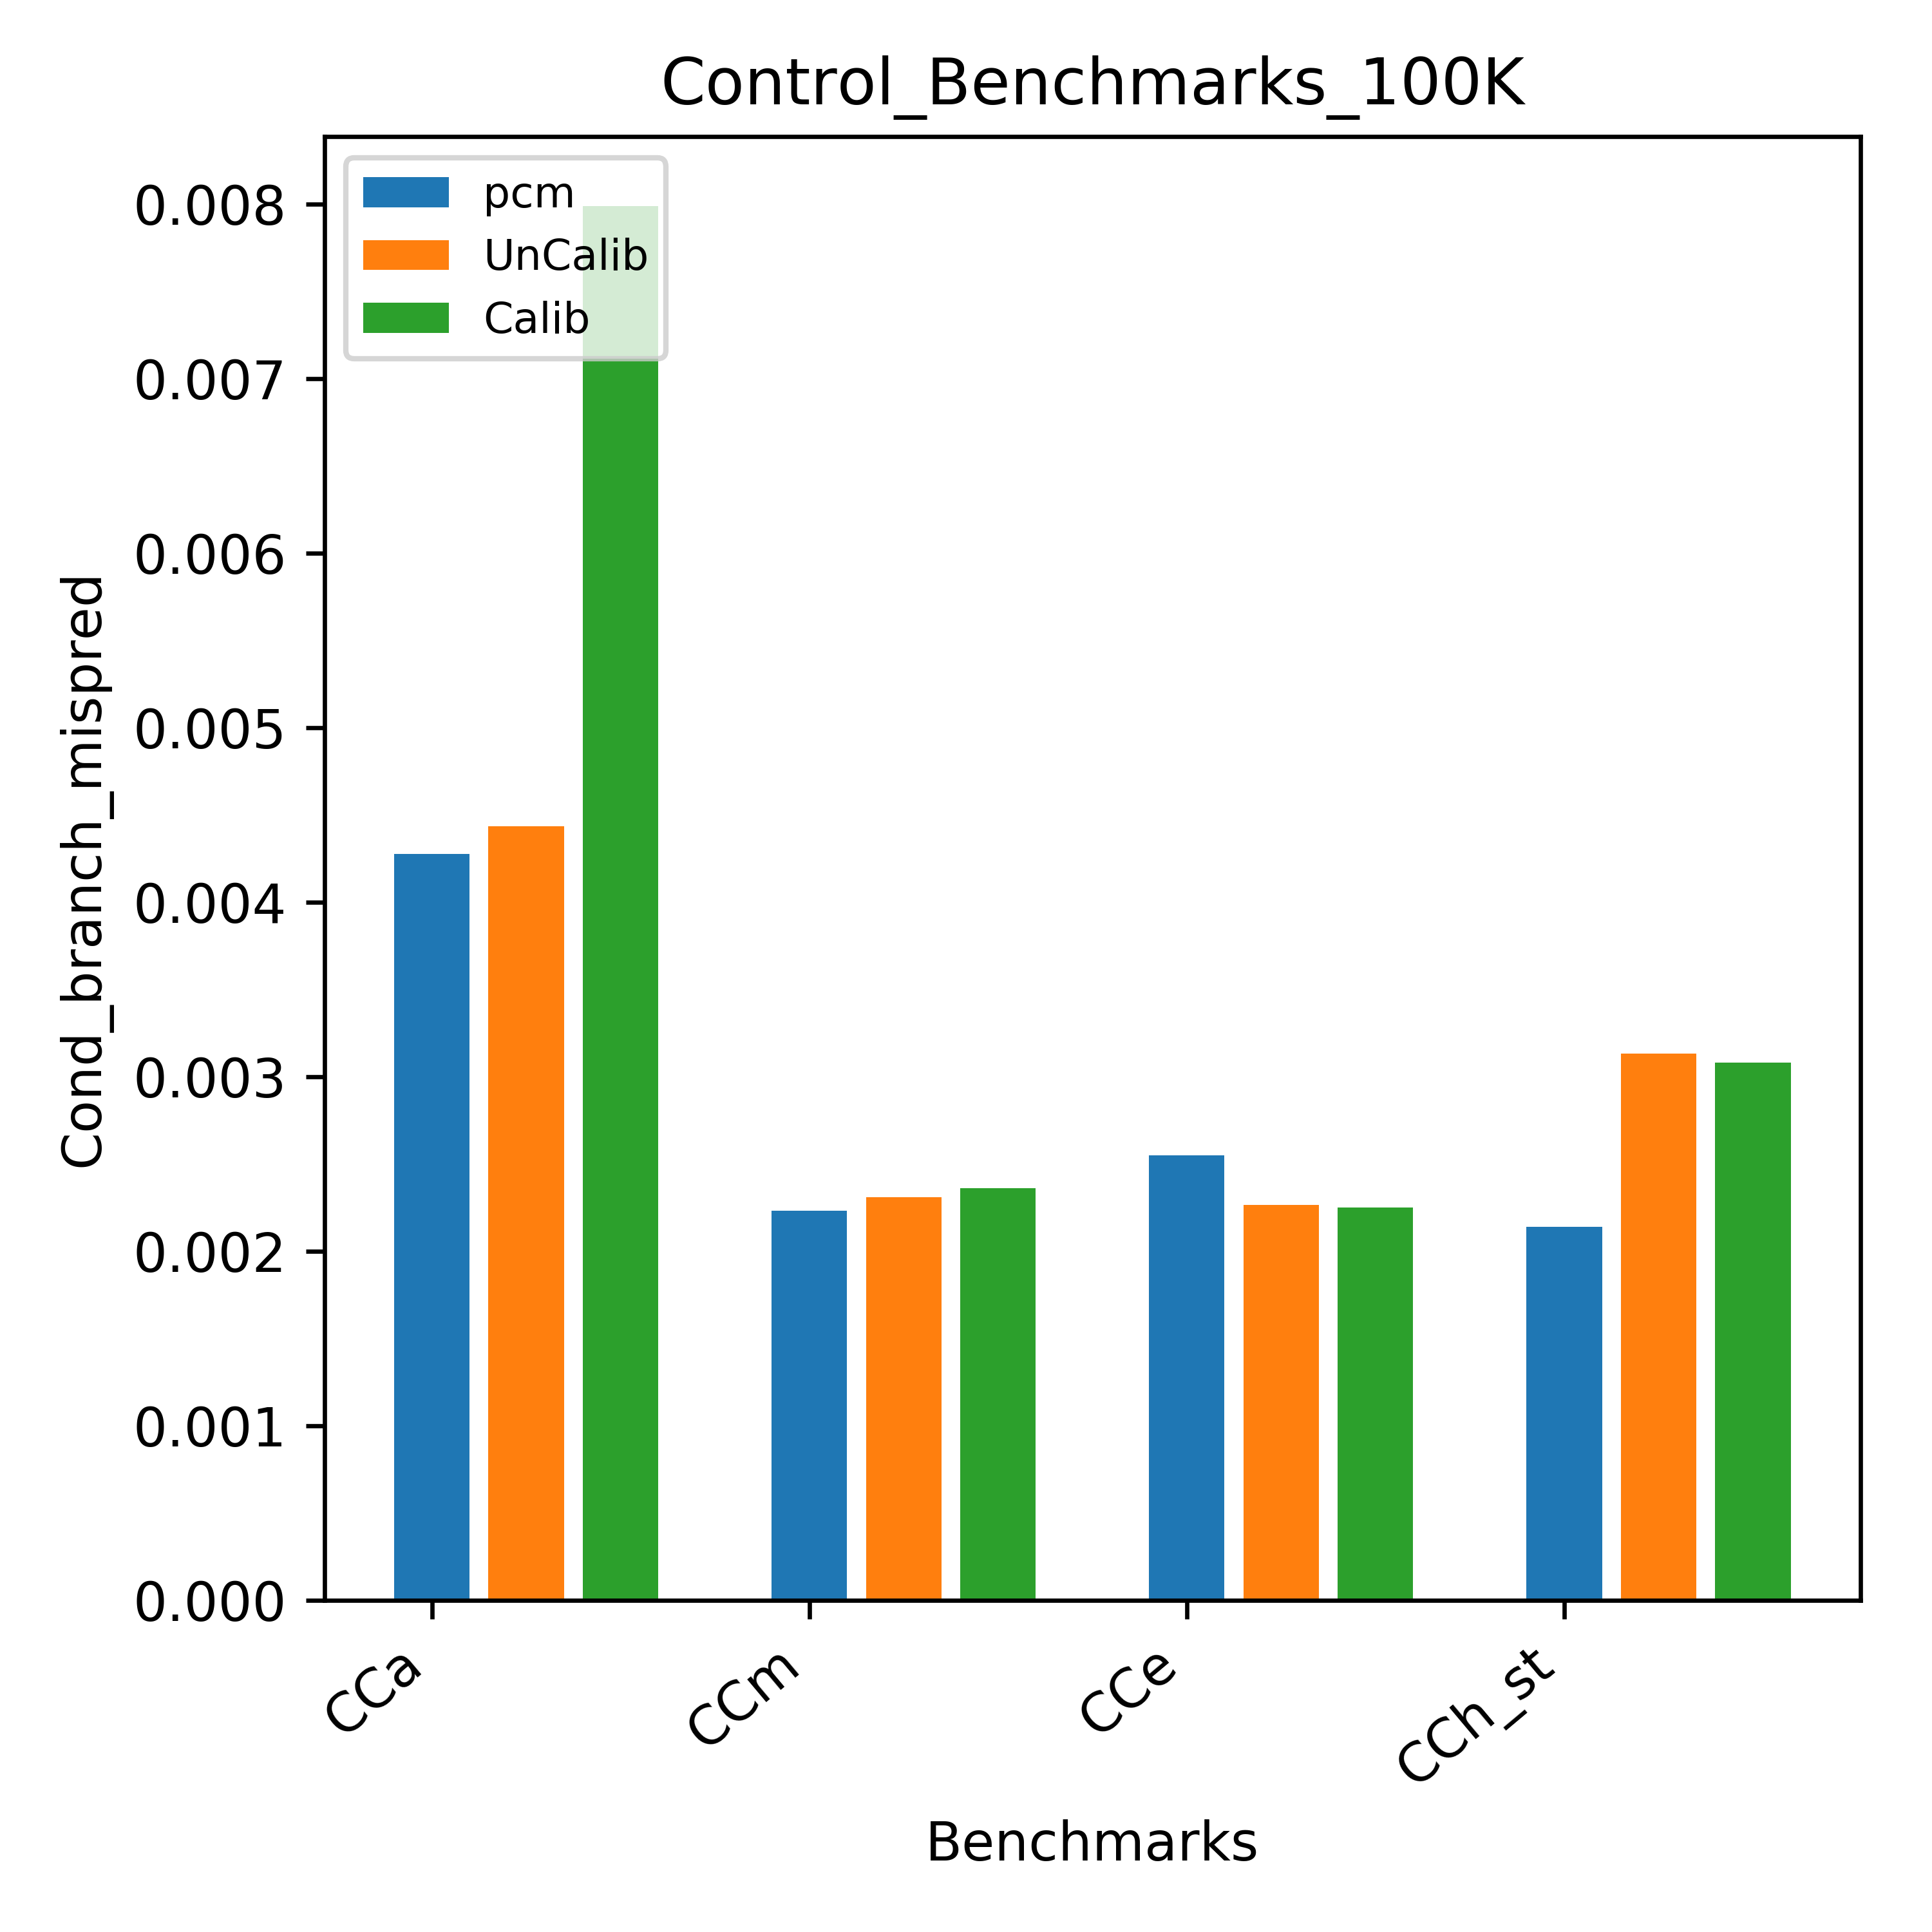 Control_Benchmarks_100K
pcm
UnCalib
Calib
0.008
0.007
0.006
0.005
0.004
0.003
0.002
0.001
0.000
Cond_branch_mispred
CCa
CCm
CCe
CCh_st
Benchmarks